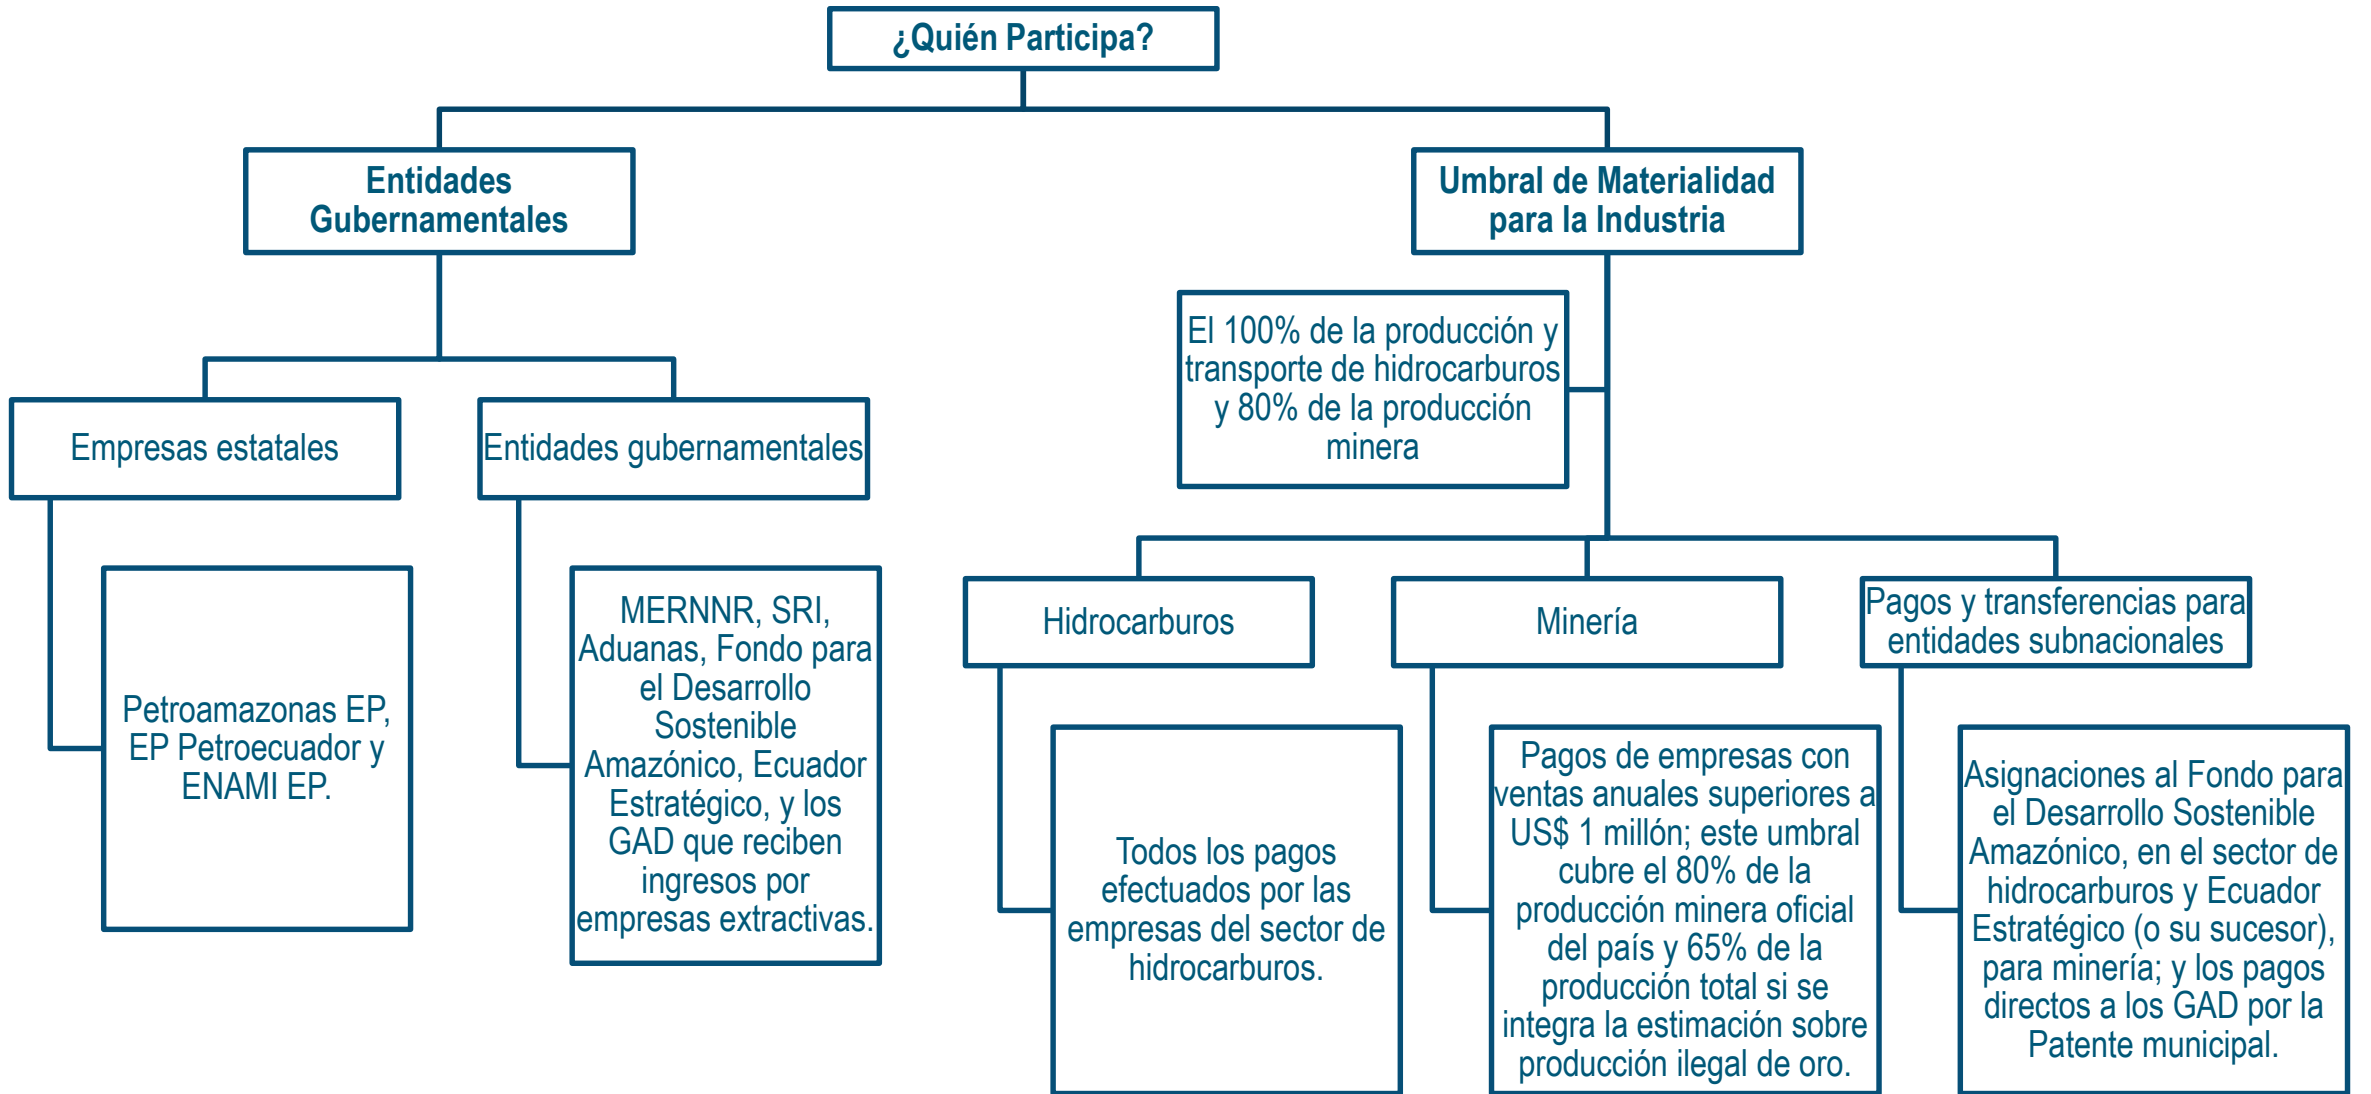 ¿Quién Participa?
Entidades
Gubernamentales
Empresas estatales
Petroamazonas EP,
EP Petroecuador y
ENAMI EP.
Entidades gubernamentales
MERNNR, SRI,
Aduanas, Fondo para
el Desarrollo
Sostenible
Amazónico, Ecuador
Estratégico, y los
GAD que reciben
ingresos por
empresas extractivas.
Umbral de Materialidad
para la Industria
El 100% de la producción y
transporte de hidrocarburos
y 80% de la producción
minera
Hidrocarburos
Todos los pagos
efectuados por las
empresas del sector de
hidrocarburos.
Minería
Pagos de empresas con
ventas anuales superiores a
US$ 1 millón; este umbral
cubre el 80% de la
producción minera oficial
del país y 65% de la
producción total si se
integra la estimación sobre
producción ilegal de oro.
Pagos y transferencias para
entidades subnacionales
Asignaciones al Fondo para
el Desarrollo Sostenible
Amazónico, en el sector de
hidrocarburos y Ecuador
Estratégico (o su sucesor),
para minería; y los pagos
directos a los GAD por la
Patente municipal.